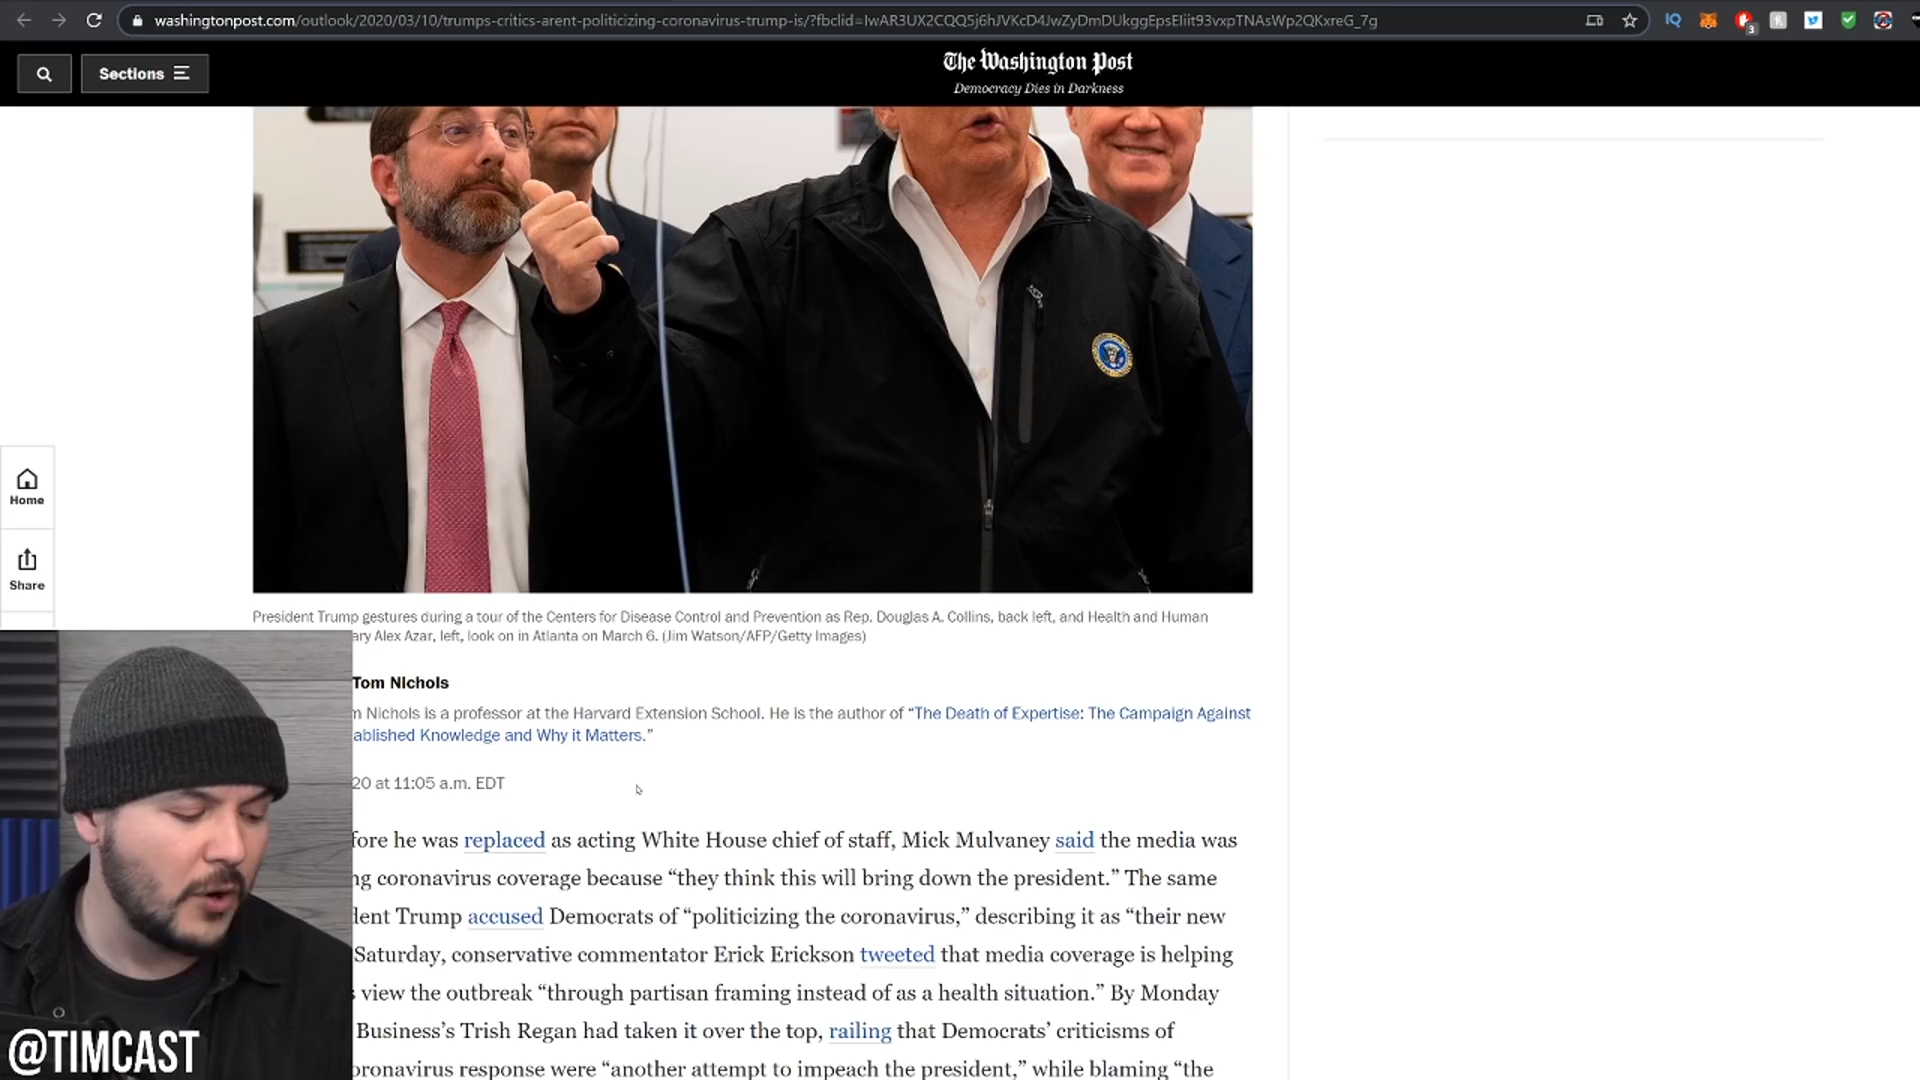 washingtonpost.com/outlook/2020/03/10/trumps-critics-arent-politicizing-coronavirus-trump-is/?fbclid=IwAR3UX2CQQ5j6hJVKcD4JwZyDmDUkggEpsEIiit93vxpTNAsWp2QKxreG_7g
IQ
3
Sections
The Washington Post
Democracy Dies in Darkness
Home
Share
President Trump gestures during a tour of the Centers for Disease Control and Prevention as Rep. Douglas A. Collins, back left, and Health and Human
ary Alex Azar, left, look on in Atlanta on March 6. (Jim Watson/AFP/Getty Images)
Tom Nichols
m Nichols is a professor at the Harvard Extension School. He is the author of “The Death of Expertise: The Campaign Against
ablished Knowledge and Why it Matters.”
20 at 11:05 a.m. EDT
fore he was replaced as acting White House chief of staff, Mick Mulvaney said the media was
ng coronavirus coverage because “they think this will bring down the president.” The same
dent Trump accused Democrats of “politicizing the coronavirus,” describing it as “their new
Saturday, conservative commentator Erick Erickson tweeted that media coverage is helping
s view the outbreak “through partisan framing instead of as a health situation.” By Monday
Business’s Trish Regan had taken it over the top, railing that Democrats’ criticisms of
oronavirus response were “another attempt to impeach the president,” while blaming “the
@TIMCAST